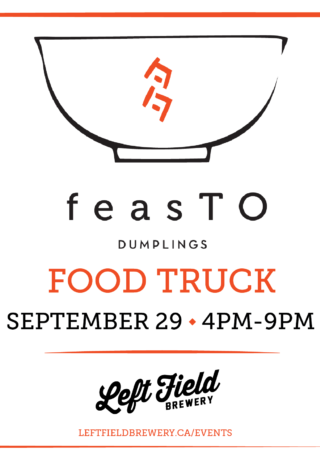 feasTO
DUMPLINGS
FOOD TRUCK
SEPTEMBER 29 ♦ 4PM-9PM
Left Field
BREWERY
LEFTFIELDBREWERY.CA/EVENTS